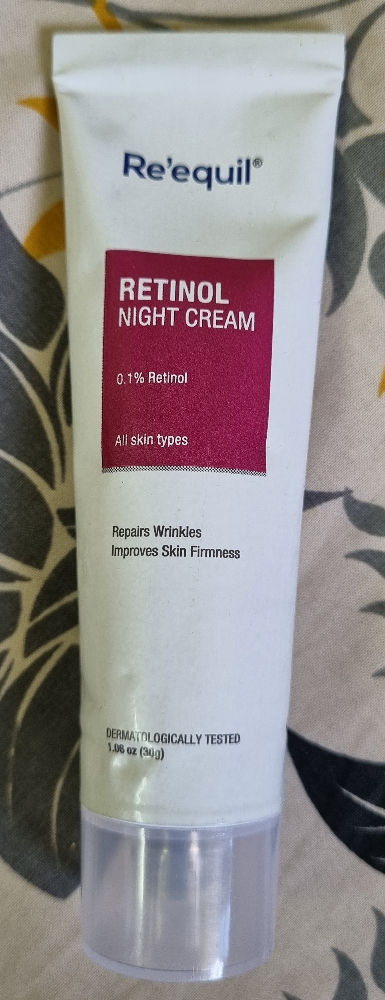 Re'equil®
RETINOL
NIGHT CREAM
0.1% Retinol
All skin types
Repairs Wrinkles
Improves Skin Firmness
DERMATOLOGICALLY TESTED
1.06 oz (30g)